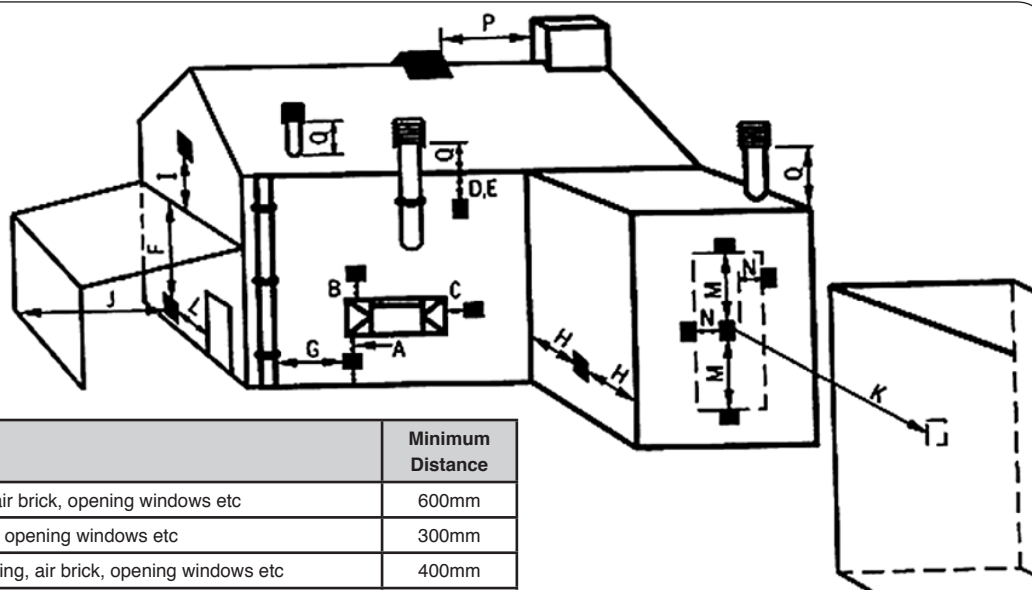 P
Q
Q
D,E
Q
I
F
B
C
M
N
J
L
G
A
H
H
N
M
K
Minimum
Distance
air brick, opening windows etc
600mm
opening windows etc
300mm
ing, air brick, opening windows etc
400mm